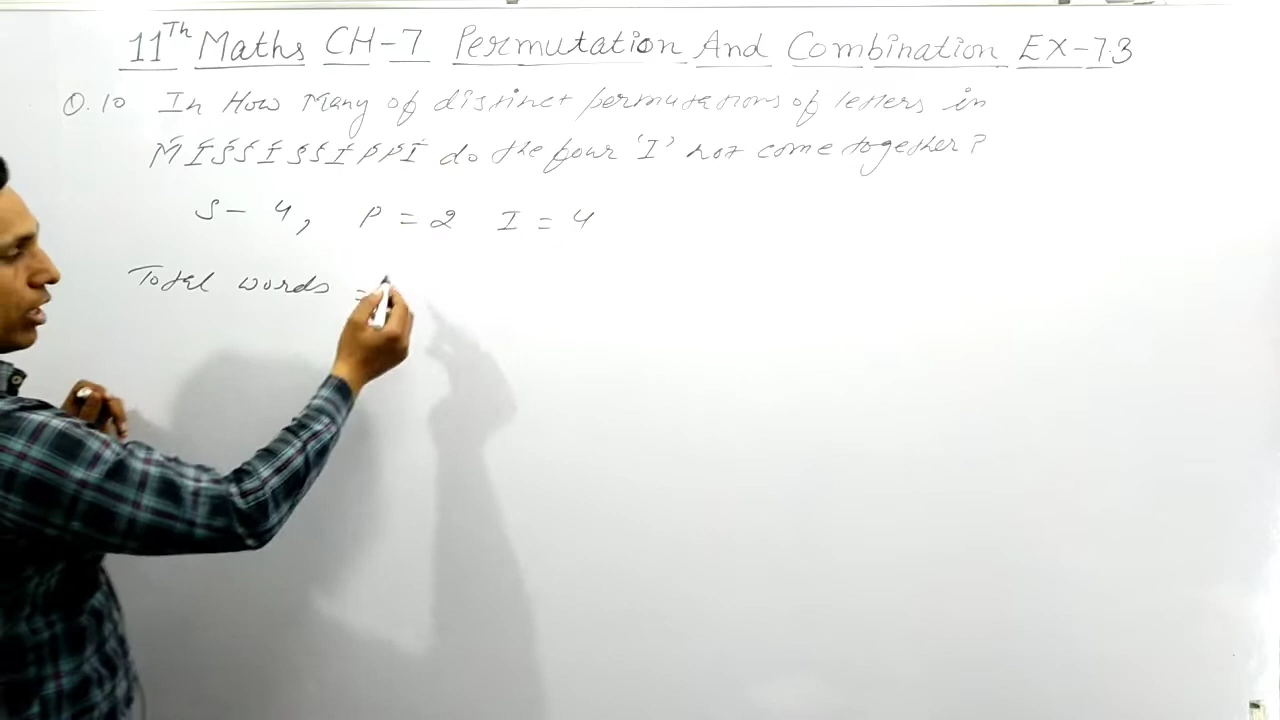 11Th Maths CH-7 Permutation And Combination EX-7.3
Q.10 In How Many of distinct permutations of letters in
MISSISSIPPI do the four 'I' not come together?
S - 4, P = 2 I = 4
Total words =